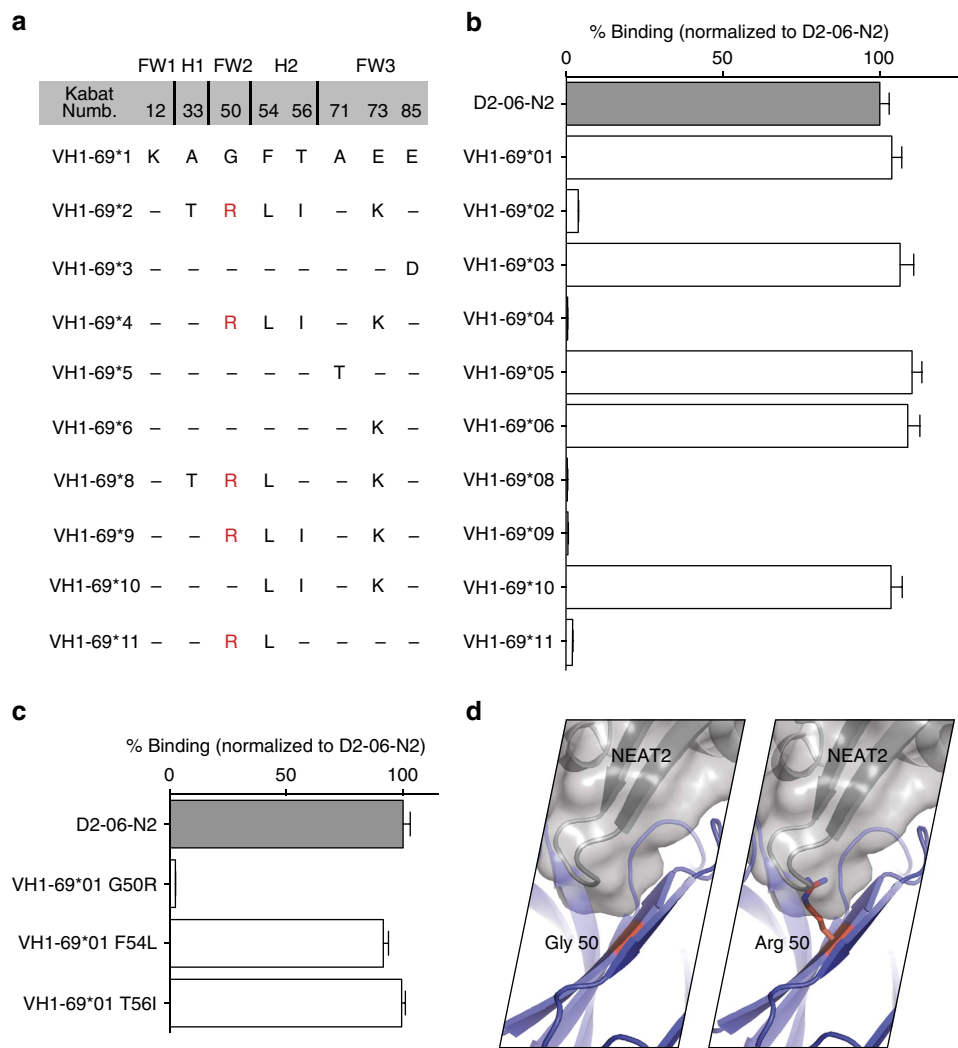 a
FW1 H1 FW2 H2 FW3
Kabat
Numb. 12 33 50 54 56 71 73 85
VH1-69*1 K A G F T A E E
VH1-69*2 – T R L I – K –
VH1-69*3 – – – – – – – D
VH1-69*4 – – R L I – K –
VH1-69*5 – – – – – T – –
VH1-69*6 – – – – – – K –
VH1-69*8 – T R L – – K –
VH1-69*9 – – R L I – K –
VH1-69*10 – – – L I – K –
VH1-69*11 – – R L – – – –
b
% Binding (normalized to D2-06-N2)
0 100
D2-06-N2
VH1-69*01
VH1-69*02
VH1-69*03
VH1-69*04
VH1-69*05
VH1-69*06
VH1-69*08
VH1-69*09
VH1-69*10
VH1-69*11
c
% Binding (normalized to D2-06-N2)
0 50 100
D2-06-N2
VH1-69*01 G50R
VH1-69*01 F54L
VH1-69*01 T56I
d
NEAT2 NEAT2
Gly 50 Arg 50